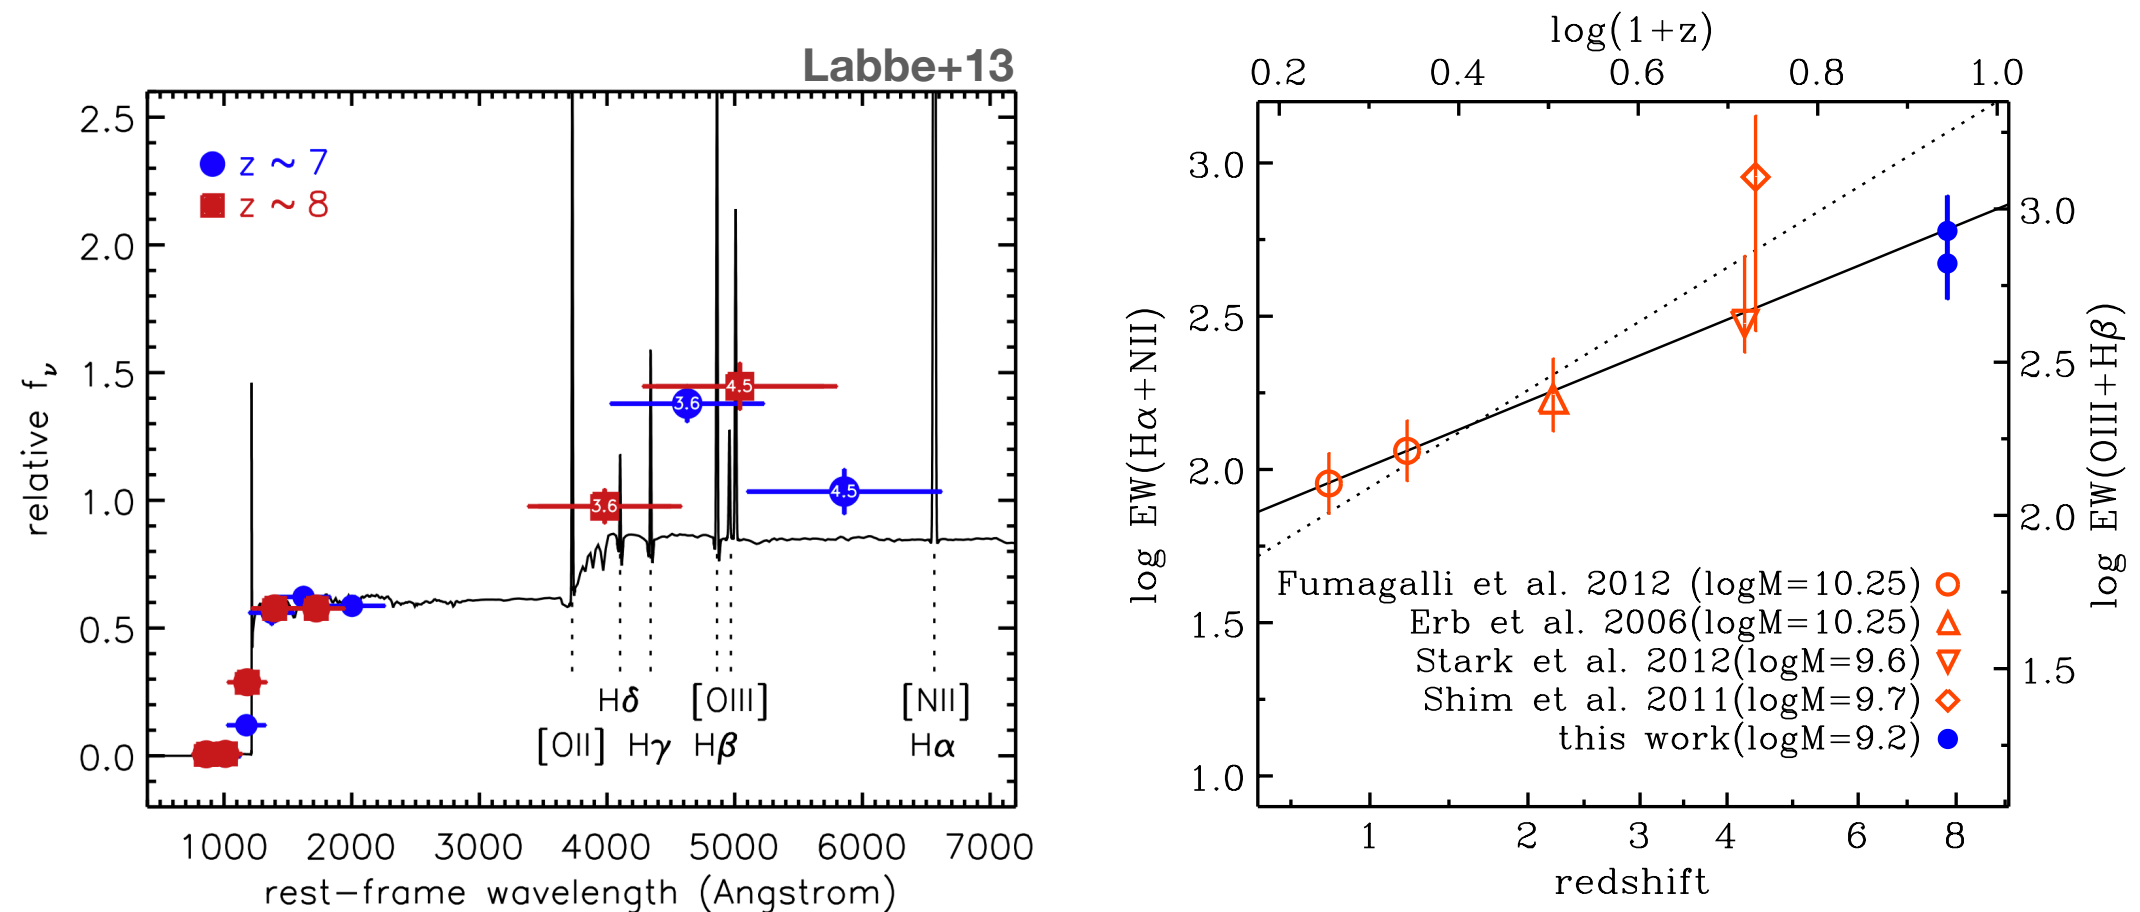 Labbe+13
z ~ 7
z ~ 8
relative fν
2.5
2.0
1.5
1.0
0.5
0.0
3.6
4.5
3.6
4.5
Hδ [OIII] [NII]
[OII] Hγ Hβ Hα
1000 2000 3000 4000 5000 6000 7000
rest-frame wavelength (Angstrom)
log(1+z)
0.2 0.4 0.6 0.8 1.0
log EW(Hα+NII)
3.0
2.5
2.0
1.5
1.0
Fumagalli et al. 2012 (logM=10.25)
Erb et al. 2006(logM=10.25)
Stark et al. 2012(logM=9.6)
Shim et al. 2011(logM=9.7)
this work(logM=9.2)
3.0
2.5
2.0
1.5
log EW(OIII+Hβ)
1 2 3 4 6 8
redshift